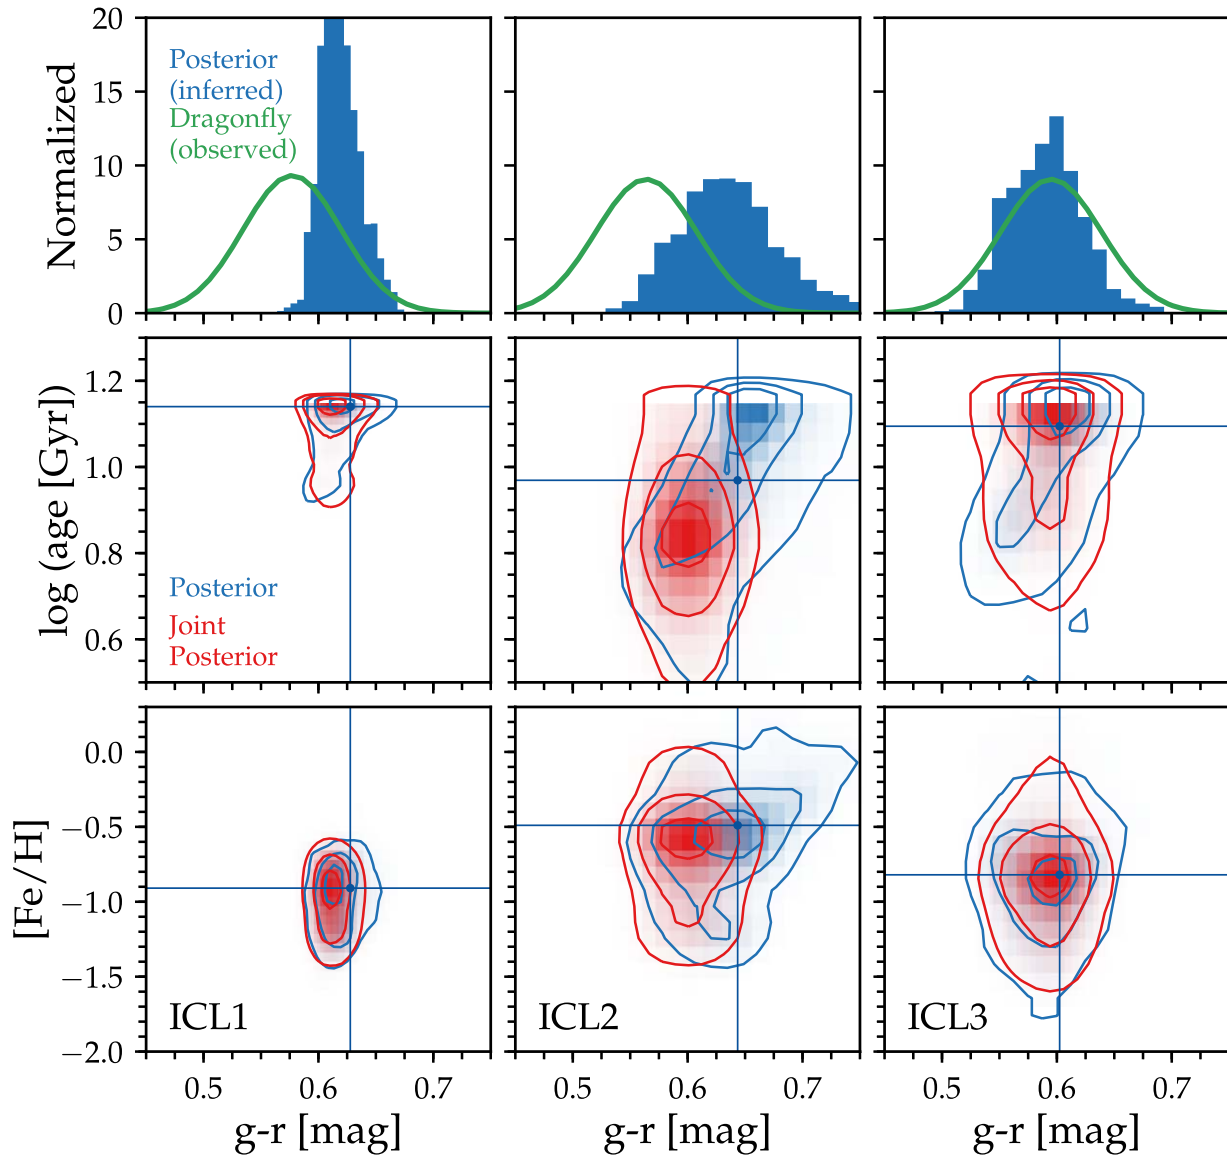 20
15
10
5
0
Normalized
Posterior
(inferred)
Dragonfly
(observed)
1.2
1.0
0.8
0.6
log (age [Gyr])
Posterior
Joint
Posterior
0.0
−0.5
−1.0
−1.5
−2.0
[Fe/H]
ICL1
ICL2
ICL3
0.5 0.6 0.7
0.5 0.6 0.7
0.5 0.6 0.7
g-r [mag]
g-r [mag]
g-r [mag]